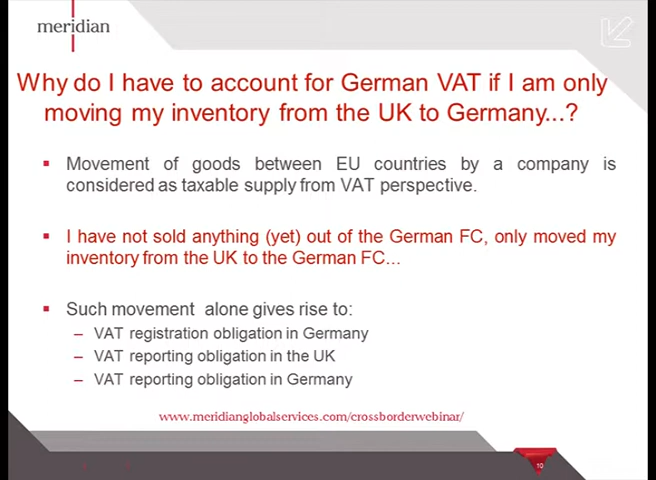 meridian
Why do I have to account for German VAT if I am only
moving my inventory from the UK to Germany...?
▪ Movement of goods between EU countries by a company is
considered as taxable supply from VAT perspective.
▪ I have not sold anything (yet) out of the German FC, only moved my
inventory from the UK to the German FC...
▪ Such movement alone gives rise to:
– VAT registration obligation in Germany
– VAT reporting obligation in the UK
– VAT reporting obligation in Germany
www.meridianglobalservices.com/crossborderwebinar/
10